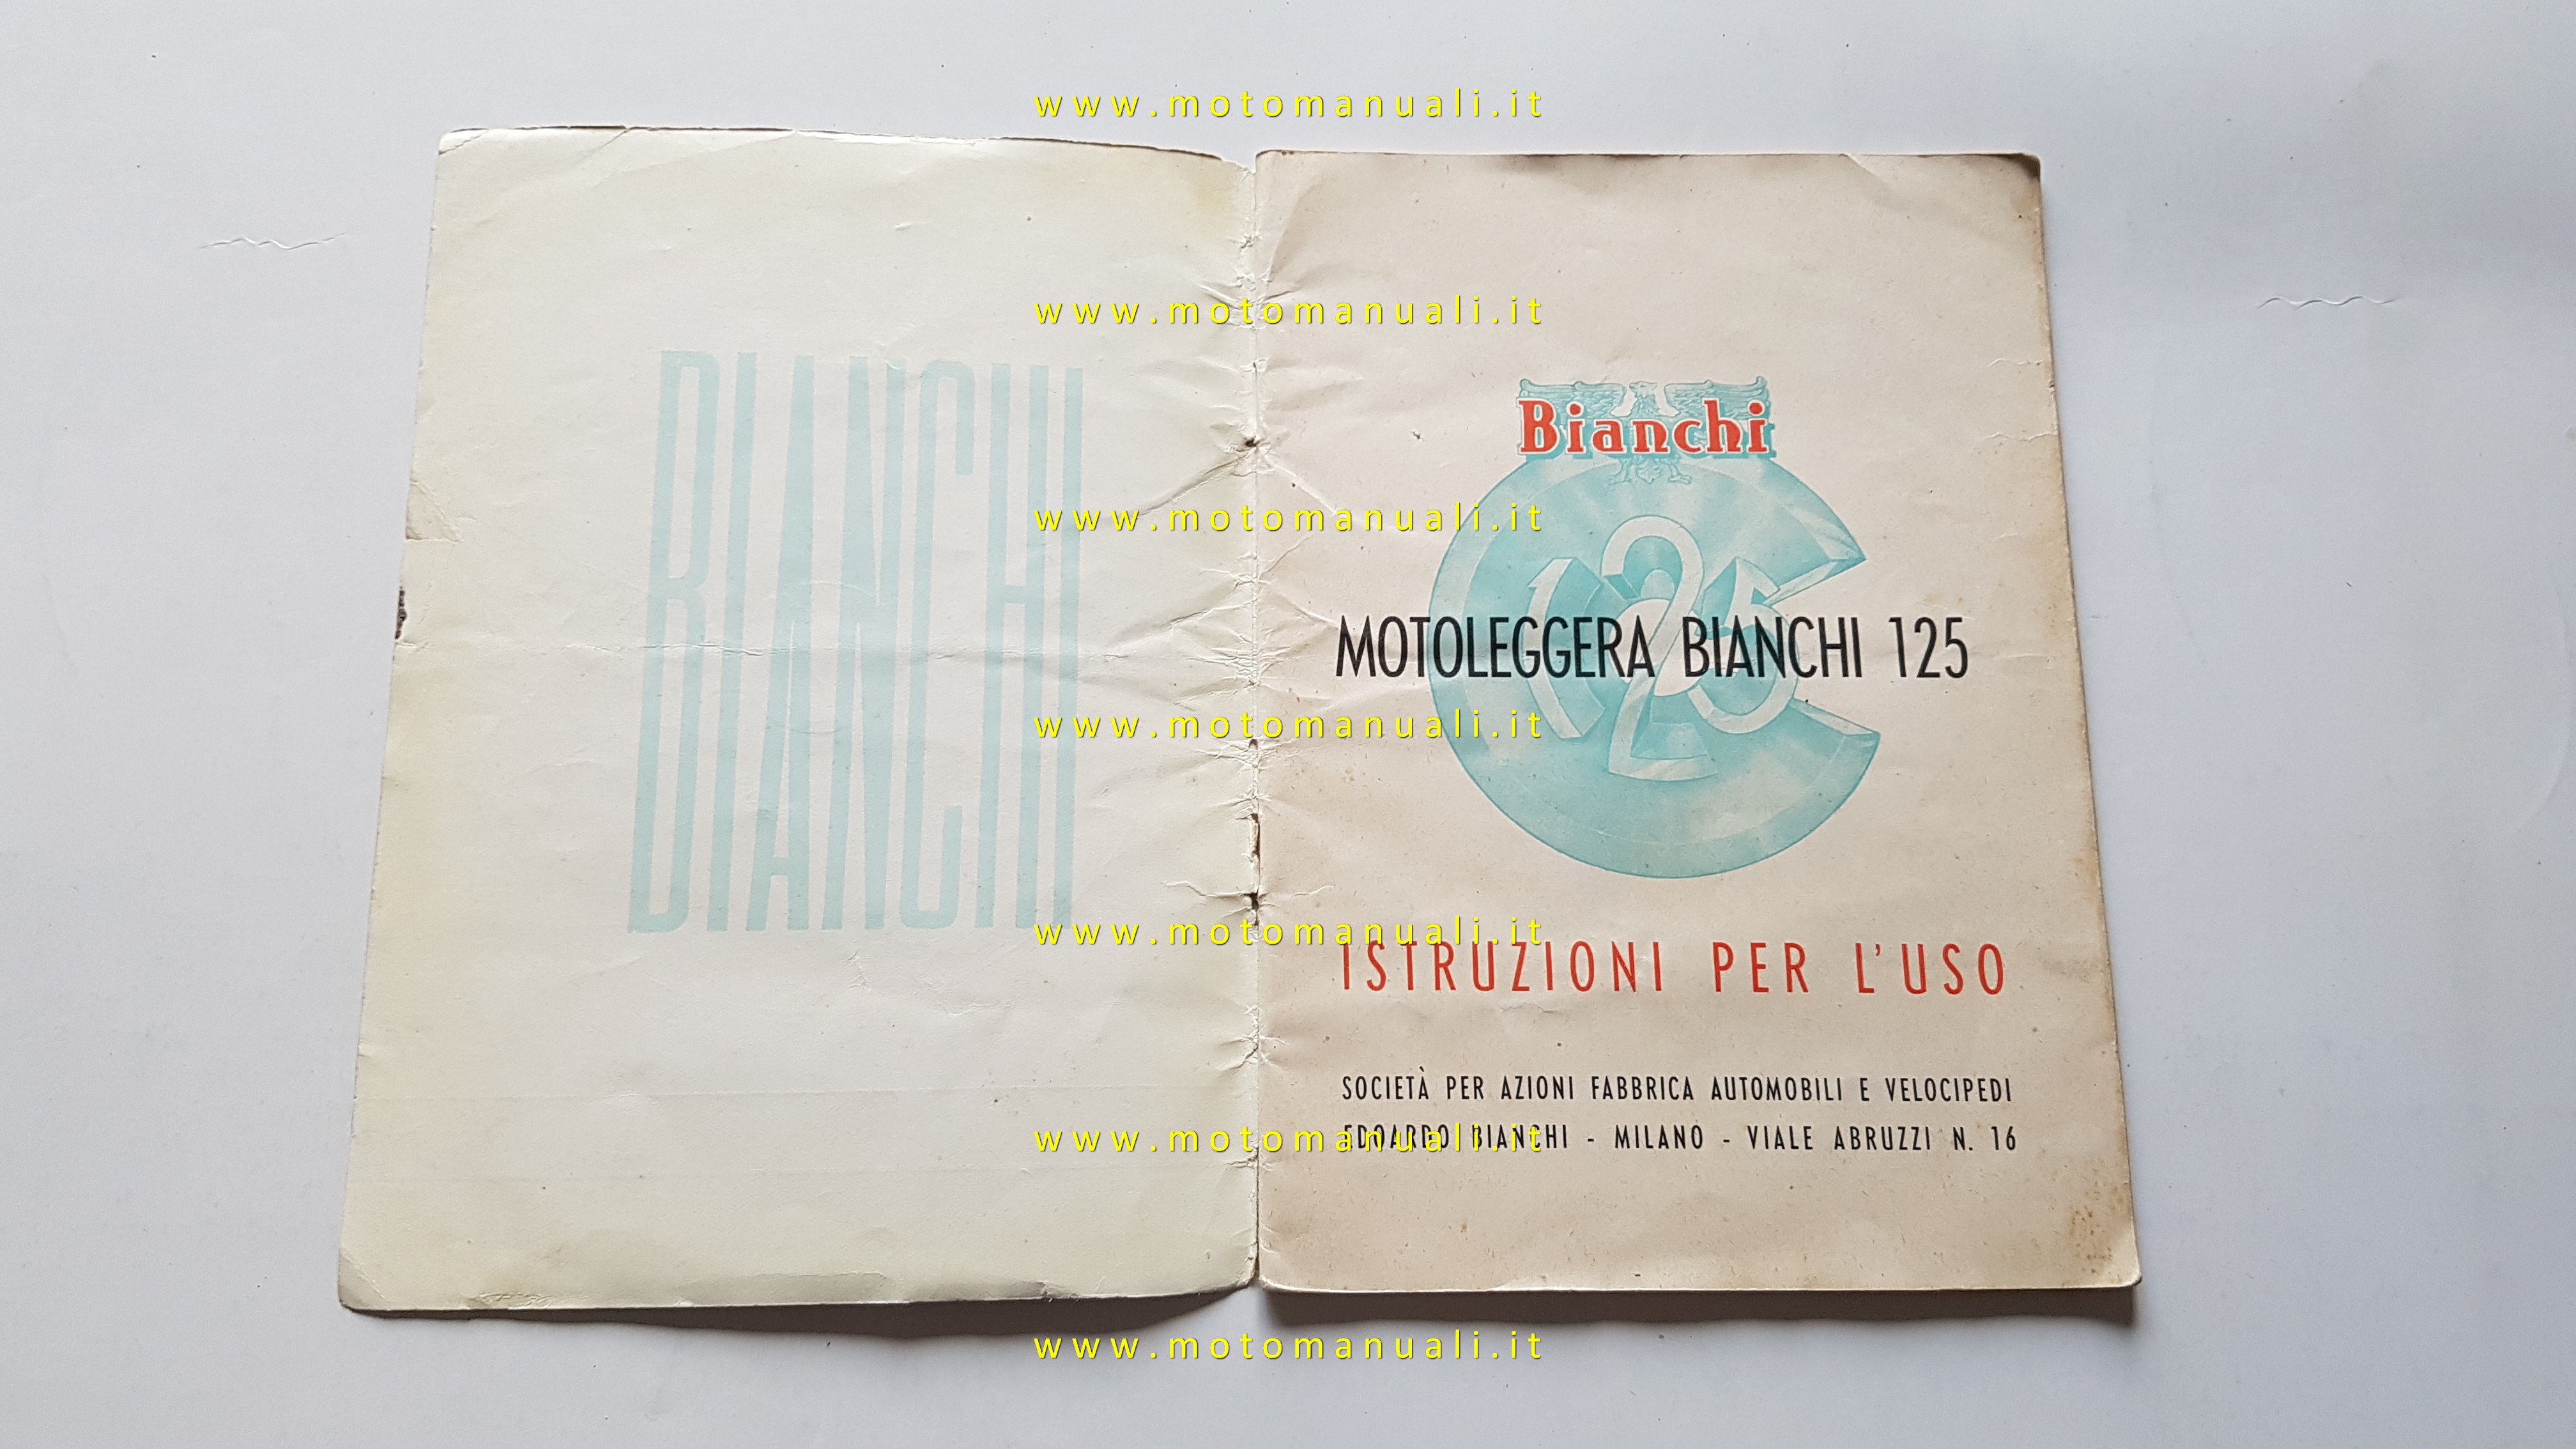 www.motomanuali.it
www.motomanuali.it
BIANCHI
Bianchi
www.motomanuali.it
125
MOTOLEGGERA BIANCHI 125
www.motomanuali.it
www.motomanuali.it
ISTRUZIONI PER L'USO
SOCIETÀ PER AZIONI FABBRICA AUTOMOBILI E VELOCIPEDI
EDOARDO BIANCHI - MILANO - VIALE ABRUZZI N. 16
www.motomanuali.it
www.motomanuali.it